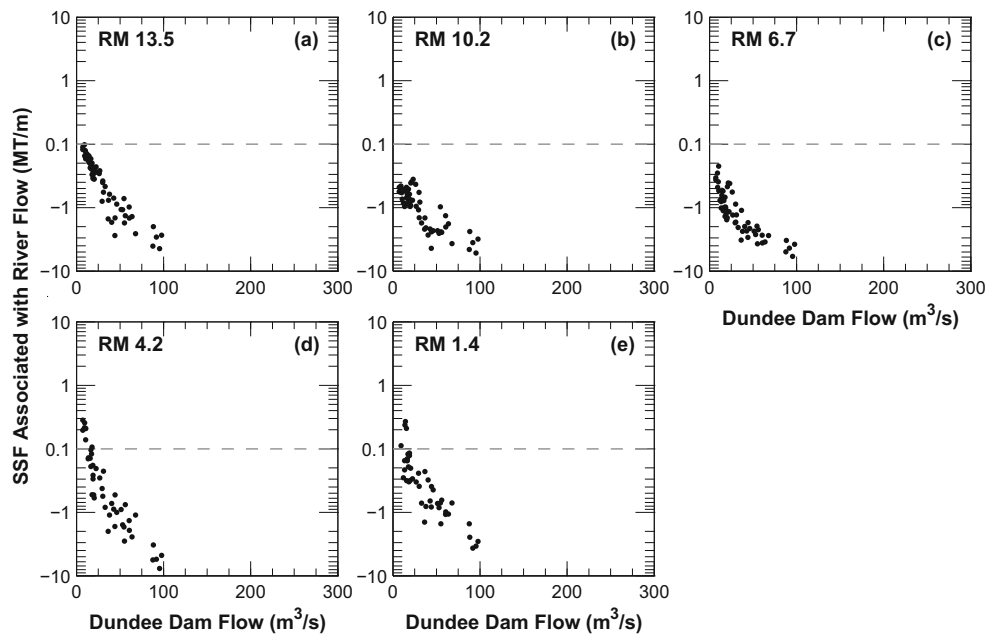 SSF Associated with River Flow (MT/m)
RM 13.5 (a)
10
1
0.1
−1
−10
0 100 200 300
RM 10.2 (b)
10
1
0.1
−1
−10
0 100 200 300
RM 6.7 (c)
10
1
0.1
−1
−10
0 100 200 300
Dundee Dam Flow (m³/s)
RM 4.2 (d)
10
1
0.1
−1
−10
0 100 200 300
Dundee Dam Flow (m³/s)
RM 1.4 (e)
10
1
0.1
−1
−10
0 100 200 300
Dundee Dam Flow (m³/s)